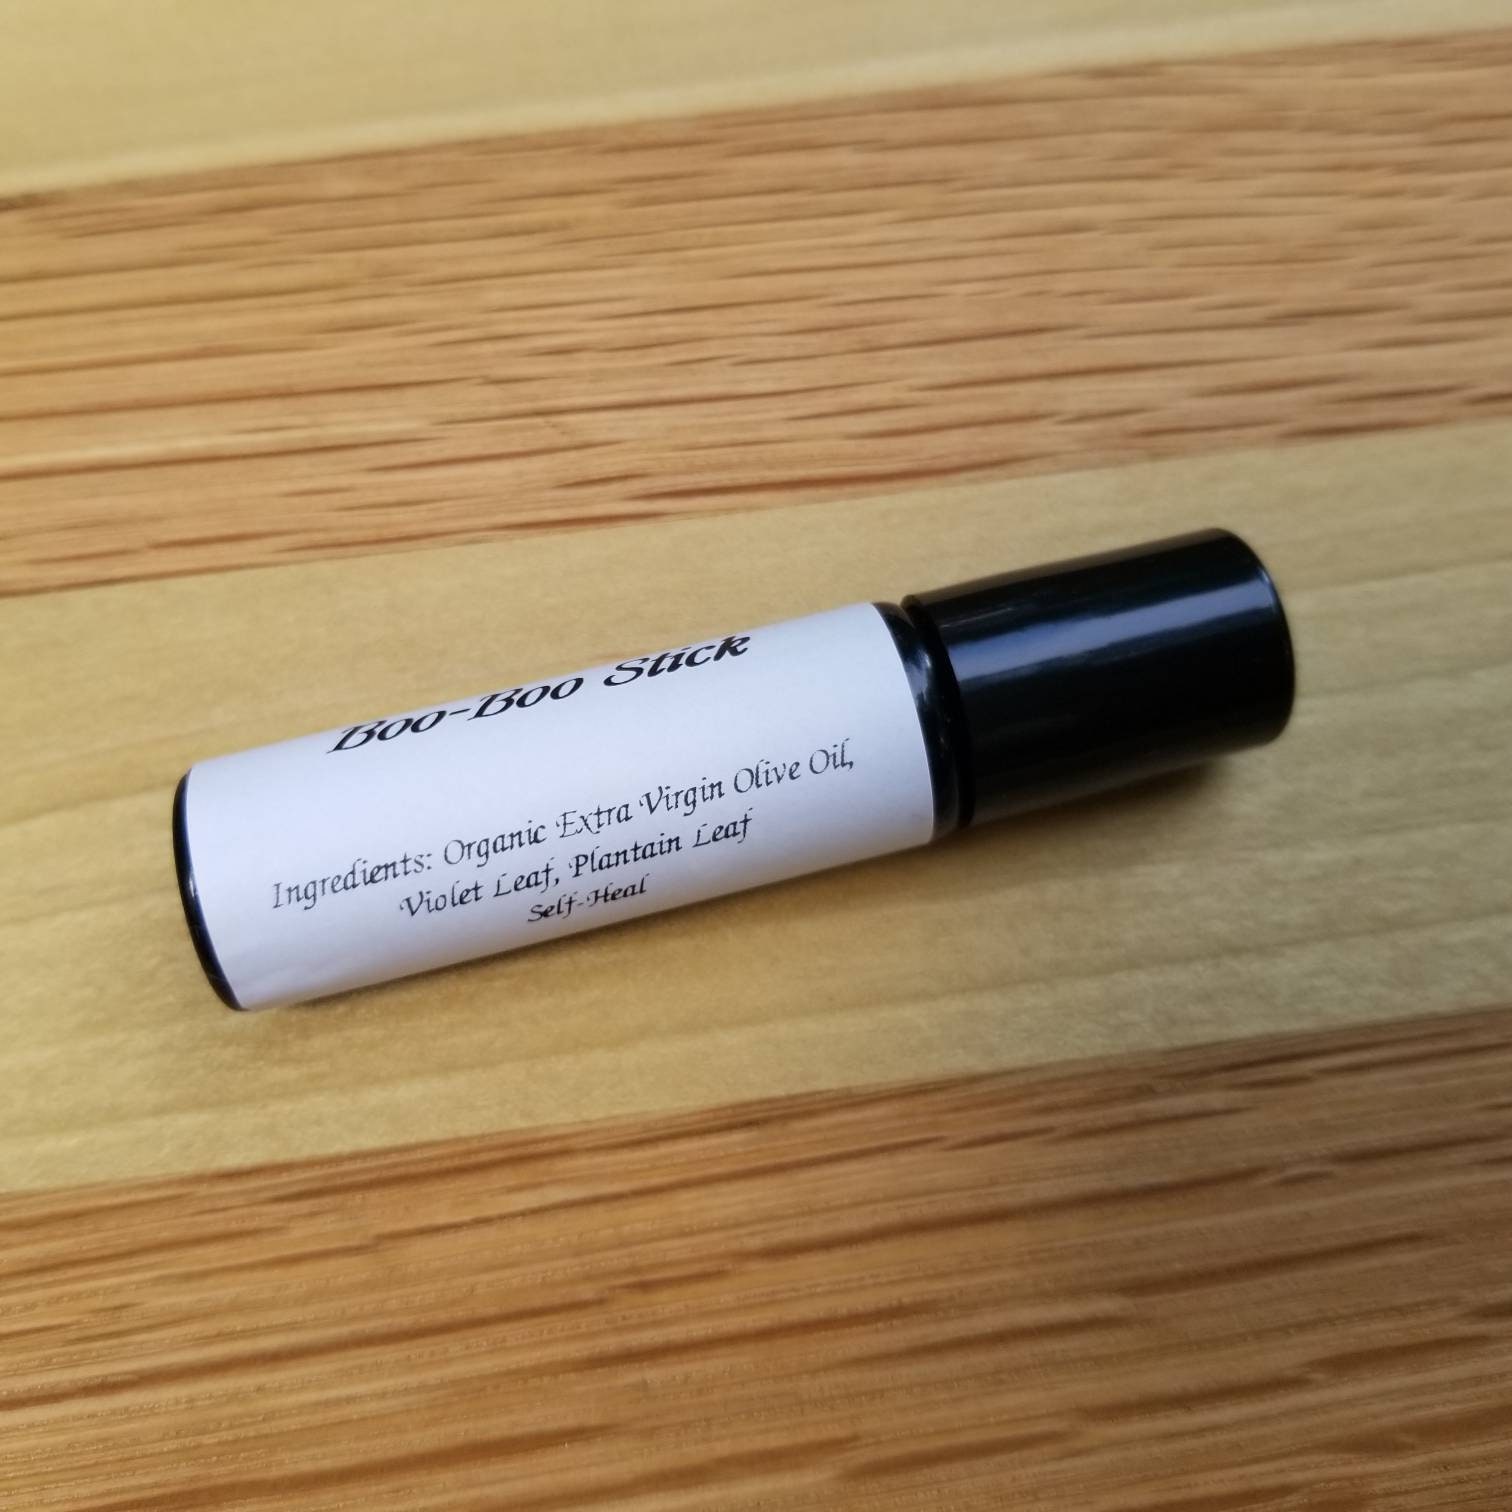 Boo-Boo Stick
Ingredients: Organic Extra Virgin Olive Oil,
Violet Leaf, Plantain Leaf
Self-Heal